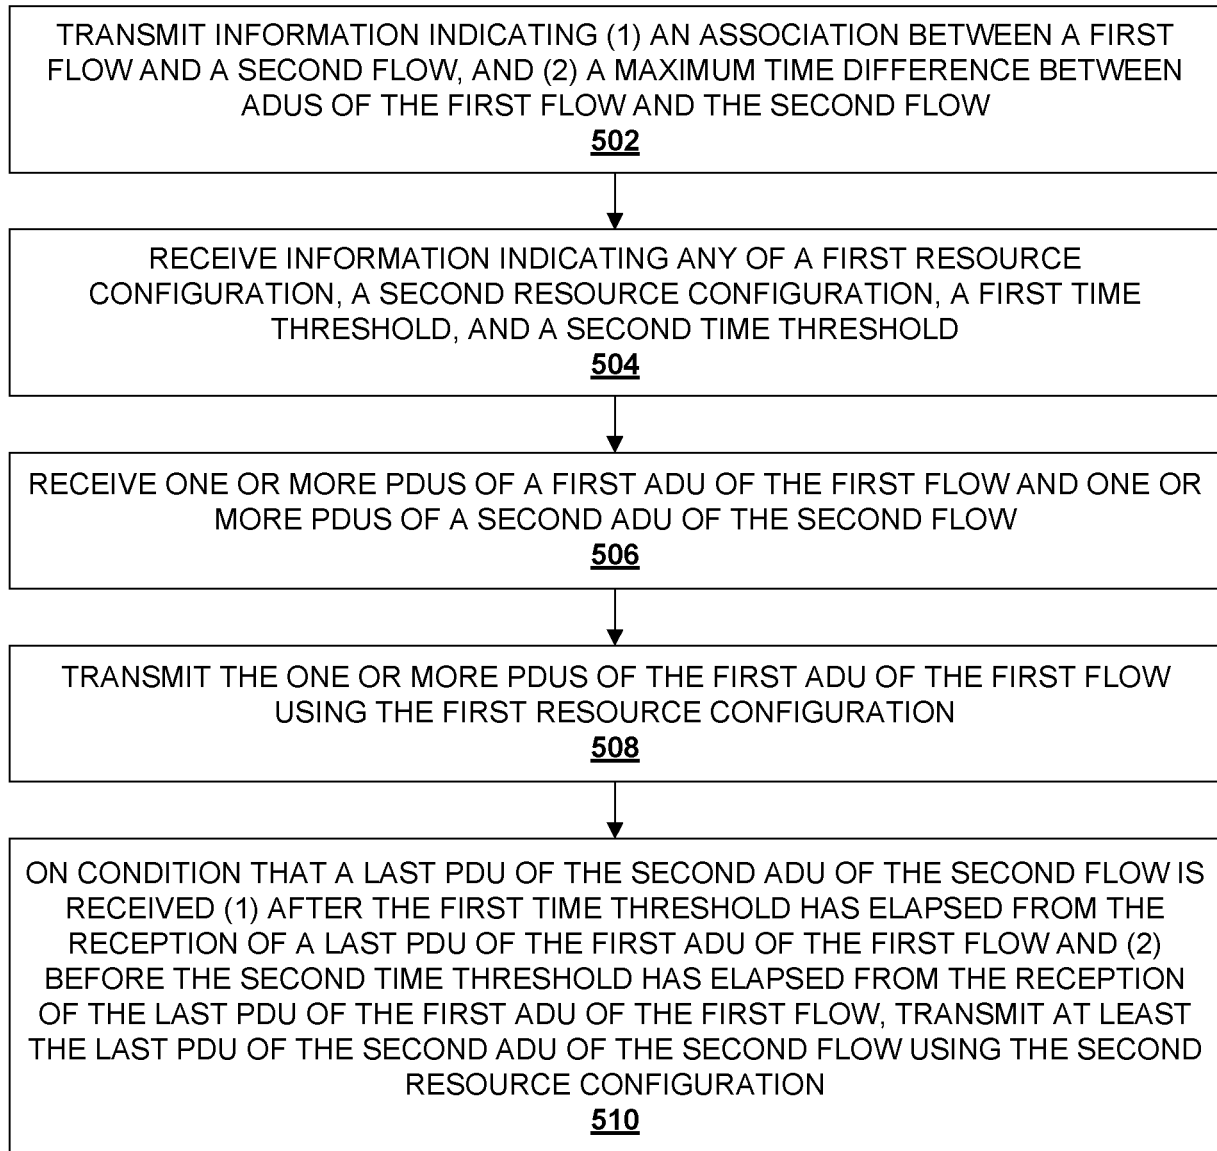 TRANSMIT INFORMATION INDICATING (1) AN ASSOCIATION BETWEEN A FIRST
FLOW AND A SECOND FLOW, AND (2) A MAXIMUM TIME DIFFERENCE BETWEEN
ADUS OF THE FIRST FLOW AND THE SECOND FLOW
502
RECEIVE INFORMATION INDICATING ANY OF A FIRST RESOURCE
CONFIGURATION, A SECOND RESOURCE CONFIGURATION, A FIRST TIME
THRESHOLD, AND A SECOND TIME THRESHOLD
504
RECEIVE ONE OR MORE PDUS OF A FIRST ADU OF THE FIRST FLOW AND ONE OR
MORE PDUS OF A SECOND ADU OF THE SECOND FLOW
506
TRANSMIT THE ONE OR MORE PDUS OF THE FIRST ADU OF THE FIRST FLOW
USING THE FIRST RESOURCE CONFIGURATION
508
ON CONDITION THAT A LAST PDU OF THE SECOND ADU OF THE SECOND FLOW IS
RECEIVED (1) AFTER THE FIRST TIME THRESHOLD HAS ELAPSED FROM THE
RECEPTION OF A LAST PDU OF THE FIRST ADU OF THE FIRST FLOW AND (2)
BEFORE THE SECOND TIME THRESHOLD HAS ELAPSED FROM THE RECEPTION
OF THE LAST PDU OF THE FIRST ADU OF THE FIRST FLOW, TRANSMIT AT LEAST
THE LAST PDU OF THE SECOND ADU OF THE SECOND FLOW USING THE SECOND
RESOURCE CONFIGURATION
510